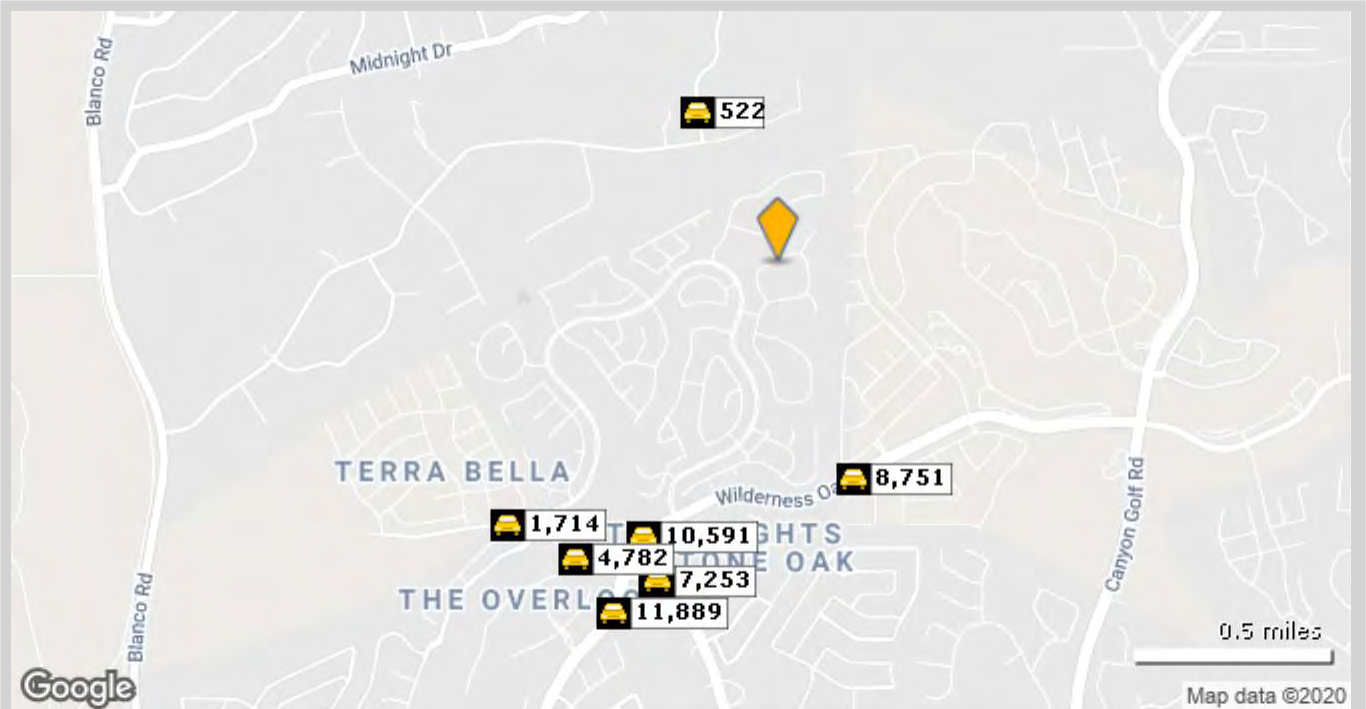 Blanco Rd
Midnight Dr
522
TERRA BELLA
Wilderness Oa
8,751
1,714
10,591
GHTS
4,782
TONE OAK
7,253
THE OVERLO
11,889
Canyon Golf Rd
Blanco Rd
0.5 miles
Google
Map data ©2020